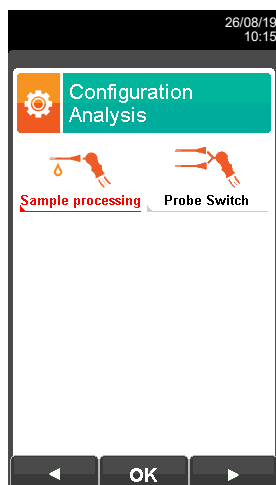 26/08/19
10:15
Configuration
Analysis
Sample processing Probe Switch
OK